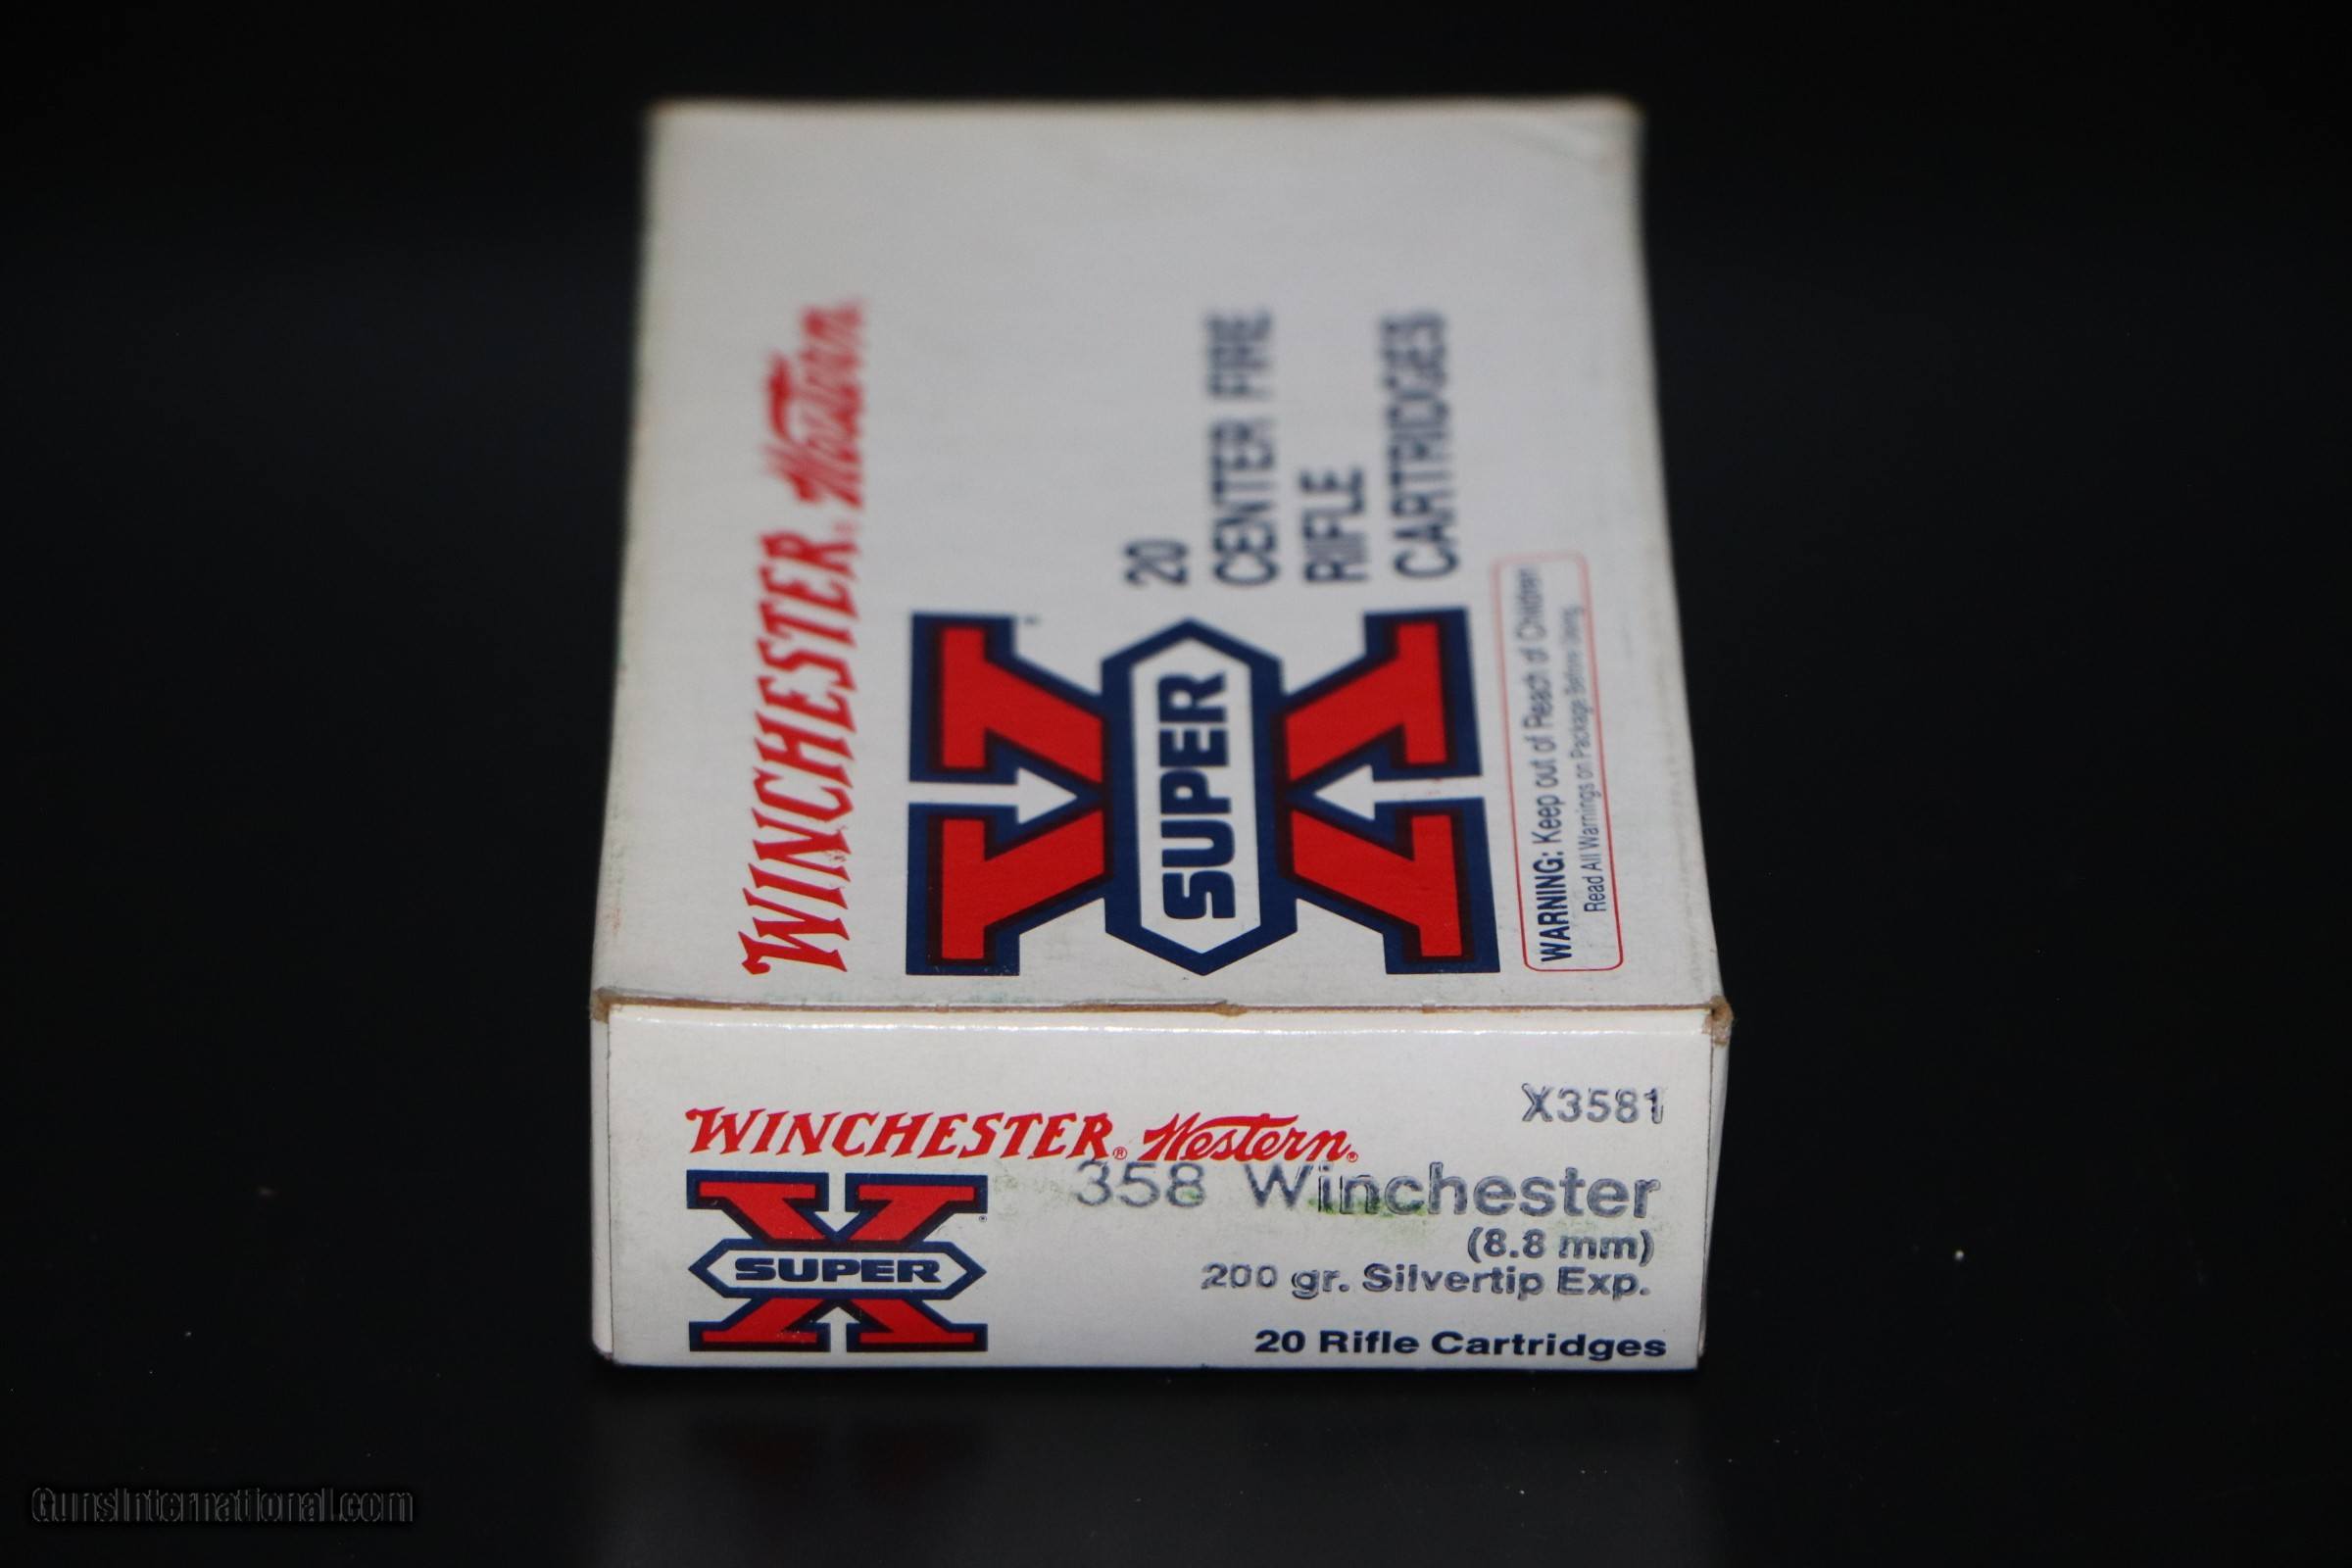 WINCHESTER® Western®
20
CENTER FIRE
RIFLE
CARTRIDGES
SUPER X
WARNING: Keep out of Reach of Children
Read All Warnings on Package Before Using
X3581
WINCHESTER® Western®
358 Winchester
(8.8 mm)
SUPER X
200 gr. Silvertip Exp.
20 Rifle Cartridges
GunsInternational.com